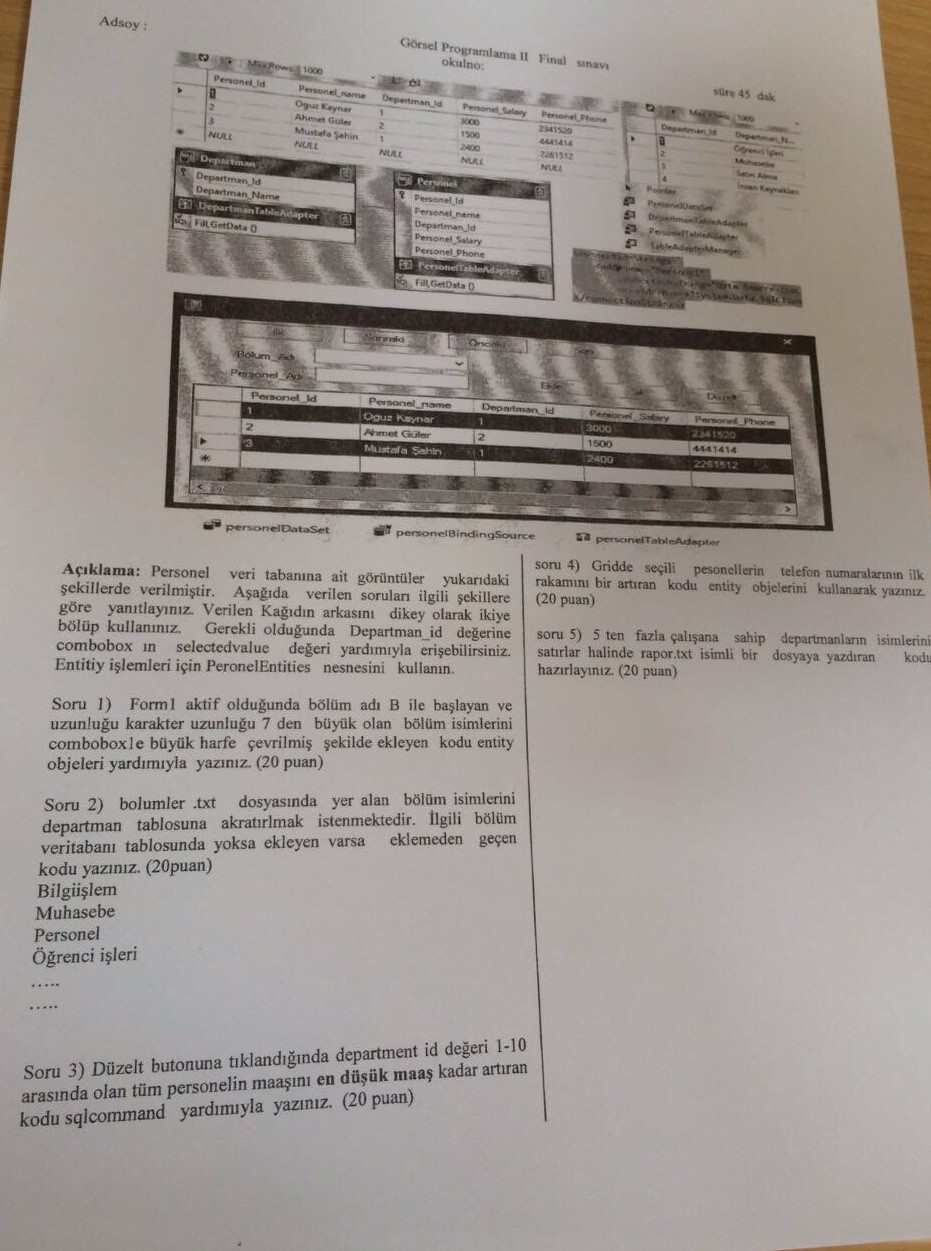 Adsoy :
Görsel Programlama II Final sınavı
okulno:
süre 45 dak
Max Rows: 1000
Personel_Id Personel_name Departman_Id Personel_Salary Personel_Phone
1 Oguz Kaynar 1 3000 2341520
2 Ahmet Güler 2 1500 4441414
3 Mustafa Şahin 1 2400 2261512
NULL NULL NULL NULL NULL
1000
Departman_Id Departman_N...
1 Öğrenci İşleri
2 Muhasebe
3 Satın Alma
4 İnsan Kaynakları
Departman
Departman_Id
Departman_Name
DepartmanTableAdapter
Fill,GetData ()
Personel
Personel_Id
Personel_name
Departman_Id
Personel_Salary
Personel_Phone
PersonelTableAdapter
Fill,GetData ()
Pointer
PersonelDataSet
DepartmanTableAdapter
PersonelTableAdapter
TableAdapterManager
İlk Sonraki Önceki Son
Bölum_Adı
Personel_Adı
Ekle Sil Düzelt
Personel_Id Personel_name Departman_Id Personel_Salary Personel_Phone
1 Oguz Kaynar 1 3000 2341520
2 Ahmet Güler 2 1500 4441414
3 Mustafa Şahin 1 2400 2261512
personelDataSet personelBindingSource personelTableAdapter
Açıklama: Personel veri tabanına ait görüntüler yukarıdaki
şekillerde verilmiştir. Aşağıda verilen soruları ilgili şekillere
göre yanıtlayınız. Verilen Kağıdın arkasını dikey olarak ikiye
bölüp kullanınız. Gerekli olduğunda Departman_id değerine
combobox ın selectedvalue değeri yardımıyla erişebilirsiniz.
Entitiy işlemleri için PeronelEntities nesnesini kullanın.
Soru 1) Form1 aktif olduğunda bölüm adı B ile başlayan ve
uzunluğu karakter uzunluğu 7 den büyük olan bölüm isimlerini
combobox1e büyük harfe çevrilmiş şekilde ekleyen kodu entity
objeleri yardımıyla yazınız. (20 puan)
Soru 2) bolumler .txt dosyasında yer alan bölüm isimlerini
departman tablosuna akratırlmak istenmektedir. İlgili bölüm
veritabanı tablosunda yoksa ekleyen varsa eklemeden geçen
kodu yazınız. (20puan)
Bilgiişlem
Muhasebe
Personel
Öğrenci işleri
.....
.....
Soru 3) Düzelt butonuna tıklandığında department id değeri 1-10
arasında olan tüm personelin maaşını en düşük maaş kadar artıran
kodu sqlcommand yardımıyla yazınız. (20 puan)
soru 4) Gridde seçili pesonellerin telefon numaralarının ilk
rakamını bir artıran kodu entity objelerini kullanarak yazınız.
(20 puan)
soru 5) 5 ten fazla çalışana sahip departmanların isimlerini
satırlar halinde rapor.txt isimli bir dosyaya yazdıran kodu
hazırlayınız. (20 puan)